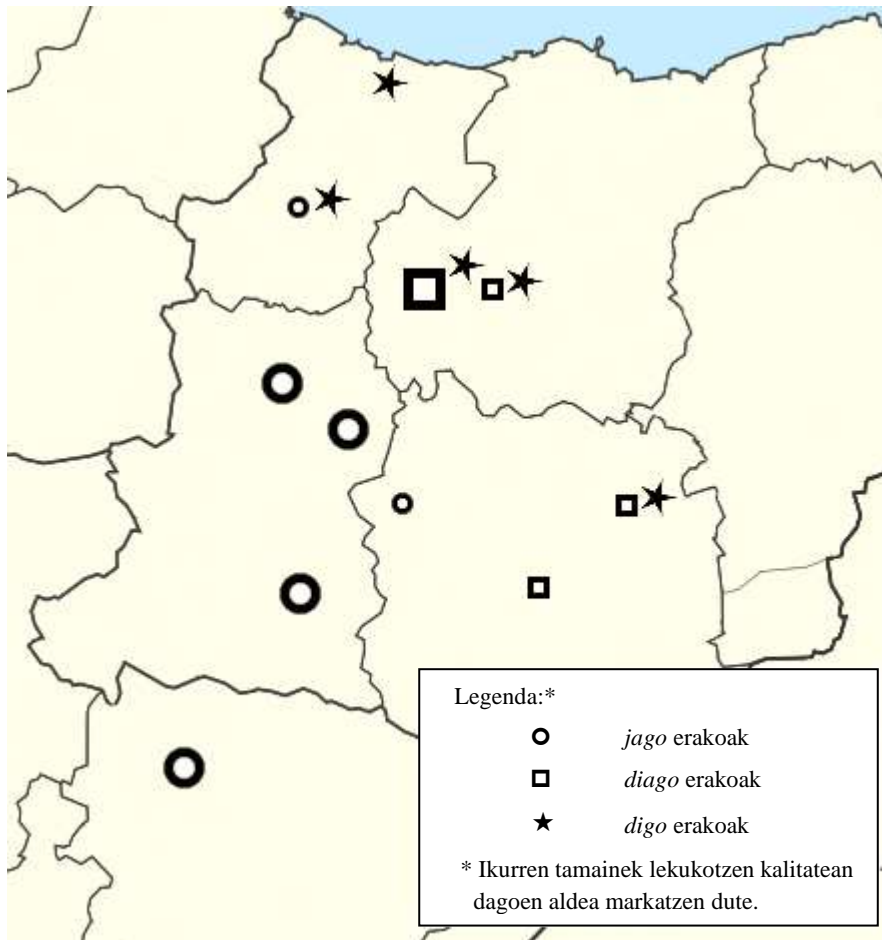 Legenda:*
jago erakoak
diago erakoak
digo erakoak
* Ikurren tamainek lekukotzen kalitatean
dagoen aldea markatzen dute.